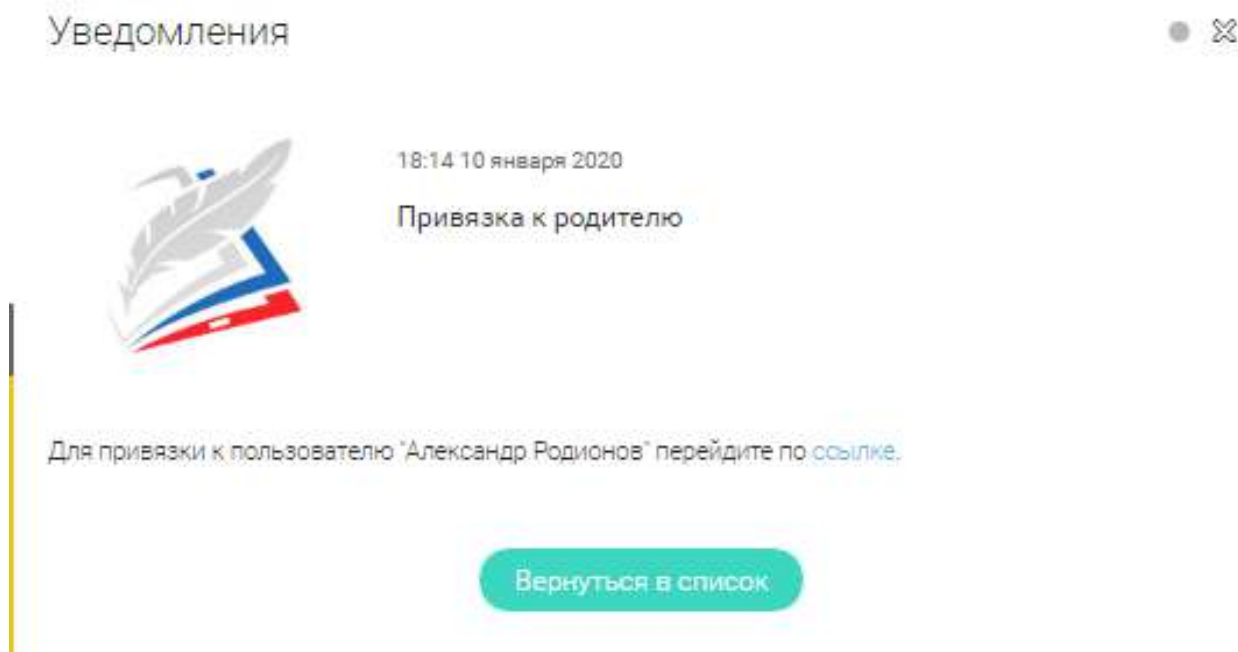 Уведомления
18:14 10 января 2020
Привязка к родителю
Для привязки к пользователю "Александр Родионов" перейдите по ссылке.
Вернуться в список